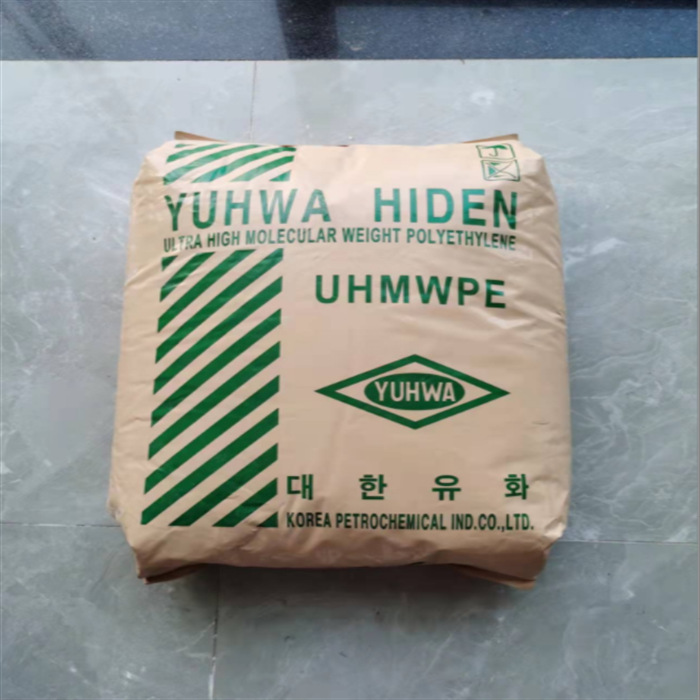 YUHWA HIDEN
ULTRA HIGH MOLECULAR WEIGHT POLYETHYLENE
UHMWPE
YUHWA
대 한 유 화
KOREA PETROCHEMICAL IND.CO.,LTD.